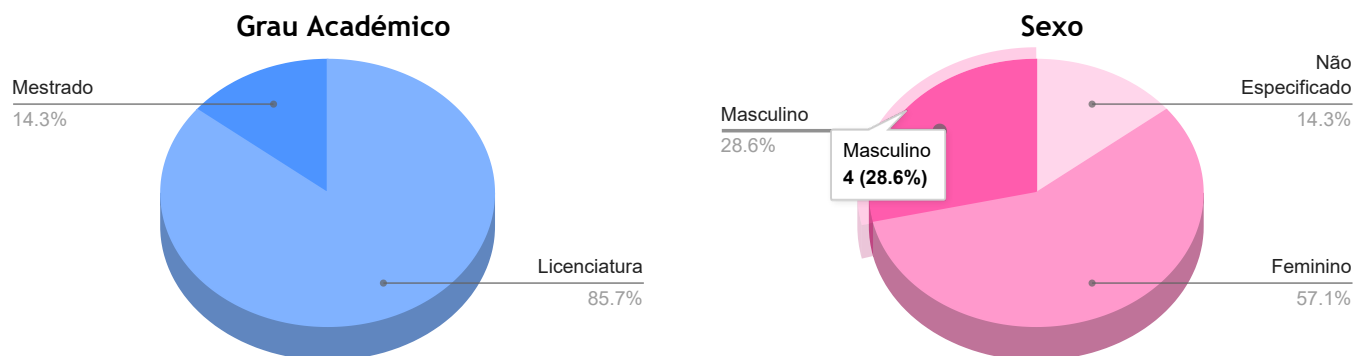 Grau Académico
Mestrado
14.3%
Licenciatura
85.7%
Sexo
Não
Especificado
14.3%
Masculino
28.6%
Masculino
4 (28.6%)
Feminino
57.1%